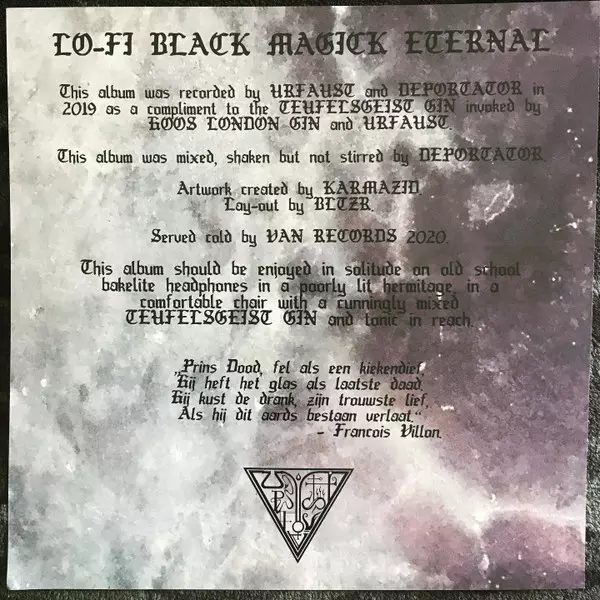 LO-FI BLACK MAGICK ETERNAL
This album was recorded by URFAUST and DEPORTATOR in
2019 as a compliment to the TEUFELSGEIST GIN invoked by
KOOS LONDON GIN and URFAUST.
This album was mixed, shaken but not stirred by DEPORTATOR.
Artwork created by KARMAZID.
Lay-out by BLTZR.
Served cold by VAN RECORDS 2020.
This album should be enjoyed in solitude on old school
bakelite headphones in a poorly lit hermitage, in a
comfortable chair with a cunningly mixed
TEUFELSGEIST GIN and tonic in reach.
„Prins Dood, fel als een kiekendief,
Hij heft het glas als laatste daad.
Hij kust de drank, zijn trouwste lief,
Als hij dit aards bestaan verlaat."
- Francois Villon.